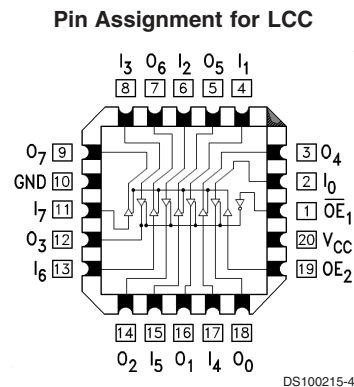 Pin Assignment for LCC
I3 O6 I2 O5 I1
8 7 6 5 4
O7 9
GND 10
I7 11
O3 12
I6 13
3 O4
2 I0
1 O̅E̅1
20 VCC
19 OE2
14 15 16 17 18
O2 I5 O1 I4 O0
DS100215-4